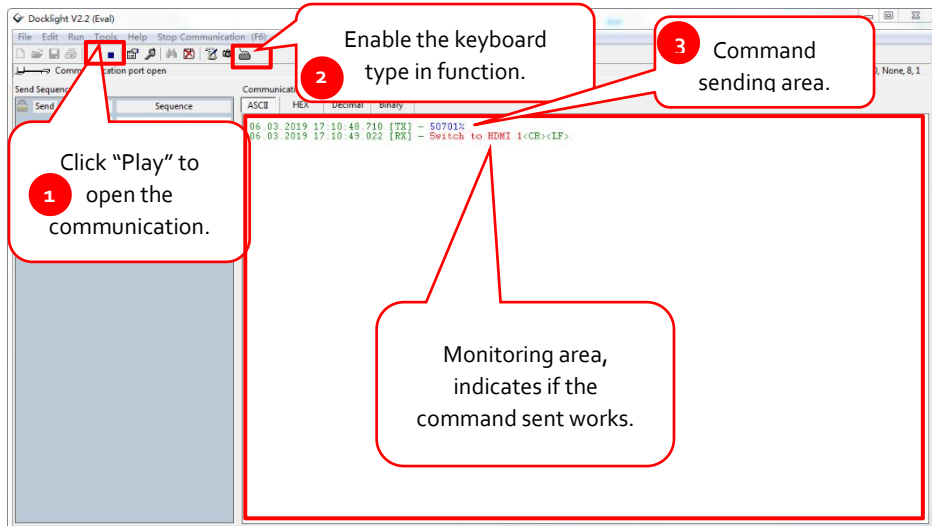 Docklight V2.2 (Eval)
File Edit Run Tools Help Stop Communication (F6)
port open
None, 8, 1
Send Sequence
Send
Sequence
ASCII HEX Decimal Binary
06.03.2019 17:10:48.710 [TX] - 50701%
06.03.2019 17:10:49.022 [RX] - Switch to HDMI 1<CR><LF>
1
Click “Play” to
open the
communication.
2
Enable the keyboard
type in function.
3
Command
sending area.
Monitoring area,
indicates if the
command sent works.